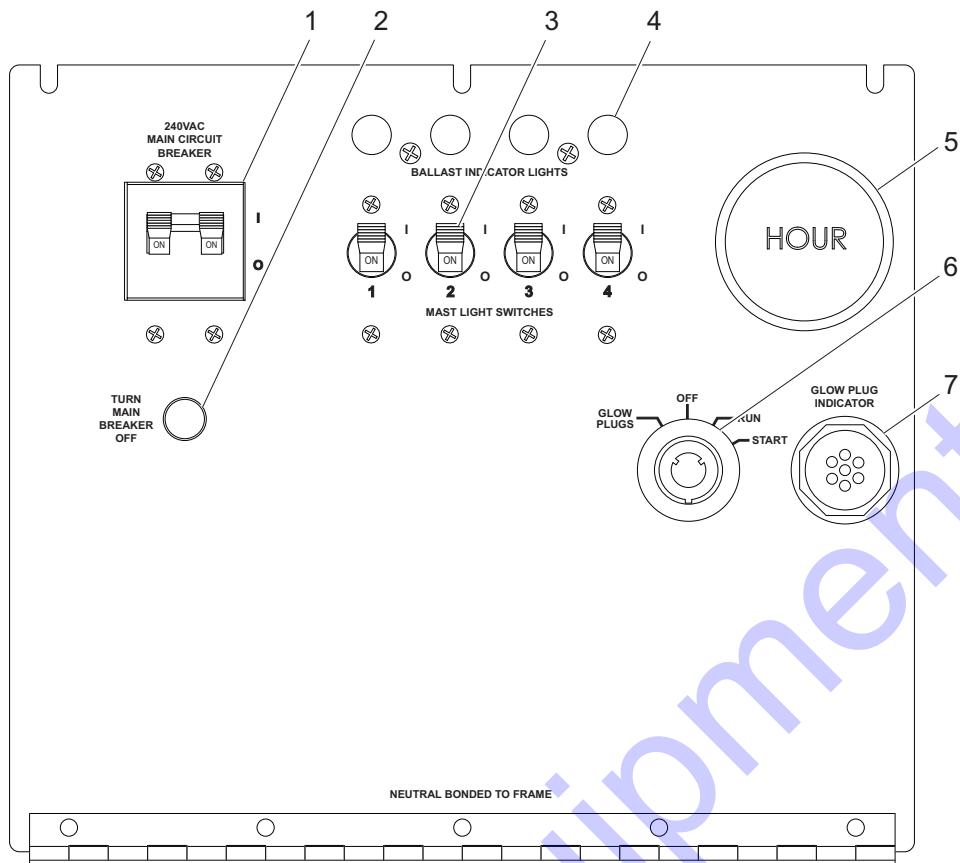 1 2 3 4
5
6
7
240VAC
MAIN CIRCUIT
BREAKER
ON ON
I
O
BALLAST INDICATOR LIGHTS
I I I I
ON ON ON ON
O O O O
1 2 3 4
MAST LIGHT SWITCHES
HOUR
TURN
MAIN
BREAKER
OFF
GLOW
PLUGS
OFF
RUN
START
GLOW PLUG
INDICATOR
NEUTRAL BONDED TO FRAME